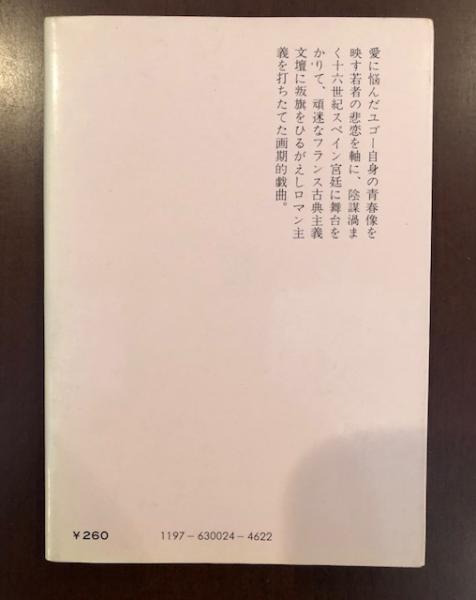 愛に悩んだユゴー自身の青春像を
映す若者の悲恋を軸に、陰謀渦ま
く十六世紀スペイン宮廷に舞台を
かりて、頑迷なフランス古典主義
文壇に叛旗をひるがえしロマン主
義を打ちたてた画期的戯曲。
¥260
1197-630024-4622